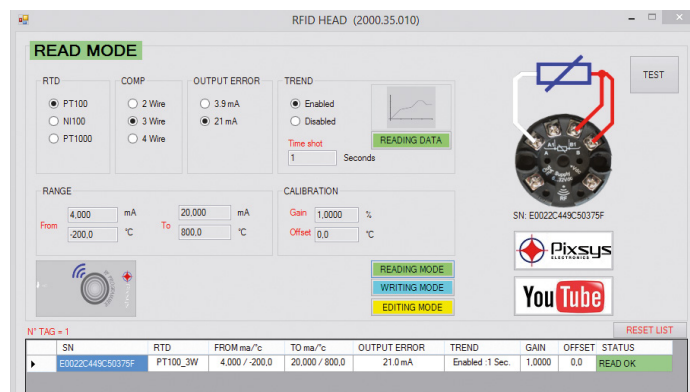 RFID HEAD (2000.35.010)
READ MODE
RTD
PT100
NI100
PT1000
COMP
2 Wire
3 Wire
4 Wire
OUTPUT ERROR
3.9 mA
21 mA
TREND
Enabled
Disabled
READING DATA
Time shot
1 Seconds
TEST
RANGE
4,000 mA 20,000 mA
From To
-200,0 °C 800,0 °C
CALIBRATION
Gain 1,0000 %
Offset 0,0 °C
A1 B1
A B
RF
SN: E0022C449C50375F
Pixsys
ELECTRONICS
YouTube
READING MODE
WRITING MODE
EDITING MODE
N° TAG = 1
RESET LIST
SN RTD FROM ma/°c TO ma/°c OUTPUT ERROR TREND GAIN OFFSET STATUS
E0022C449C50375F PT100_3W 4,000 / -200,0 20,000 / 800,0 21.0 mA Enabled :1 Sec. 1,0000 0,0 READ OK